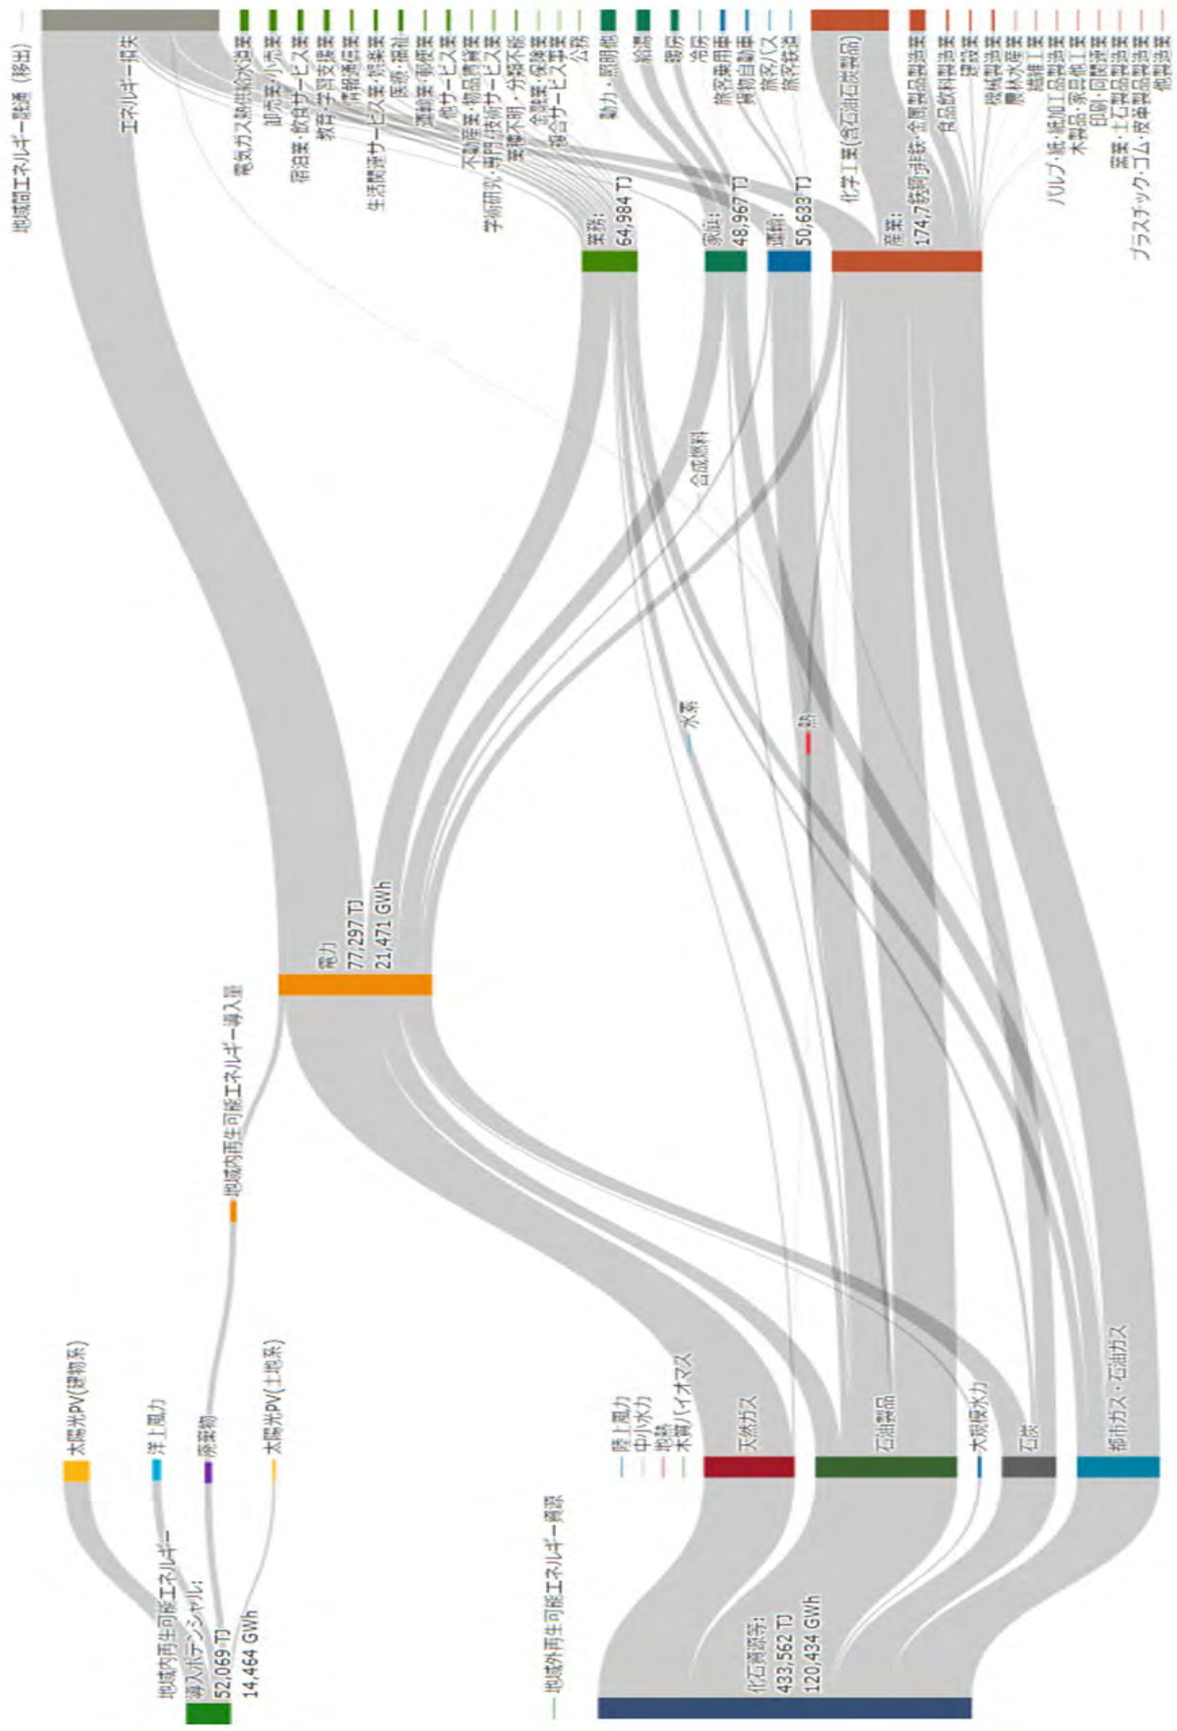 地域内再生可能エネルギー
導入ポテンシャル:
52,069 TJ
14,464 GWh
太陽光PV(建物系)
洋上風力
廃棄物
太陽光PV(土地系)
地域内再生可能エネルギー導入量
地域外再生可能エネルギー資源
化石資源等:
433,562 TJ
120,434 GWh
陸上風力
中小水力
地熱
木質バイオマス
天然ガス
石油製品
大規模水力
石炭
都市ガス・石油ガス
電力
77,297 TJ
21,471 GWh
水素
熱
合成燃料
業務:
64,984 TJ
家庭:
48,967 TJ
運輸:
50,633 TJ
産業:
174,7
地域間エネルギー融通（移出）
エネルギー損失
電気ガス熱供給水道業
卸売業・小売業
宿泊業・飲食サービス業
教育・学習支援業
情報通信業
生活関連サービス業・娯楽業
医療・福祉
運輸業・郵便業
他サービス業
不動産業・物品賃貸業
学術研究・専門・技術サービス業
業種不明・分類不能
金融業・保険業
複合サービス事業
公務
動力・照明他
給湯
暖房
冷房
旅客乗用車
貨物自動車
旅客バス
旅客鉄道
化学工業(含石油石炭製品)
鉄鋼・非鉄・金属製品製造業
食品飲料製造業
建設業
機械製造業
農林水産業
繊維工業
パルプ・紙・紙加工品製造業
木製品・家具他工業
印刷・同関連業
窯業・土石製品製造業
プラスチック・ゴム・皮革製品製造業
他製造業